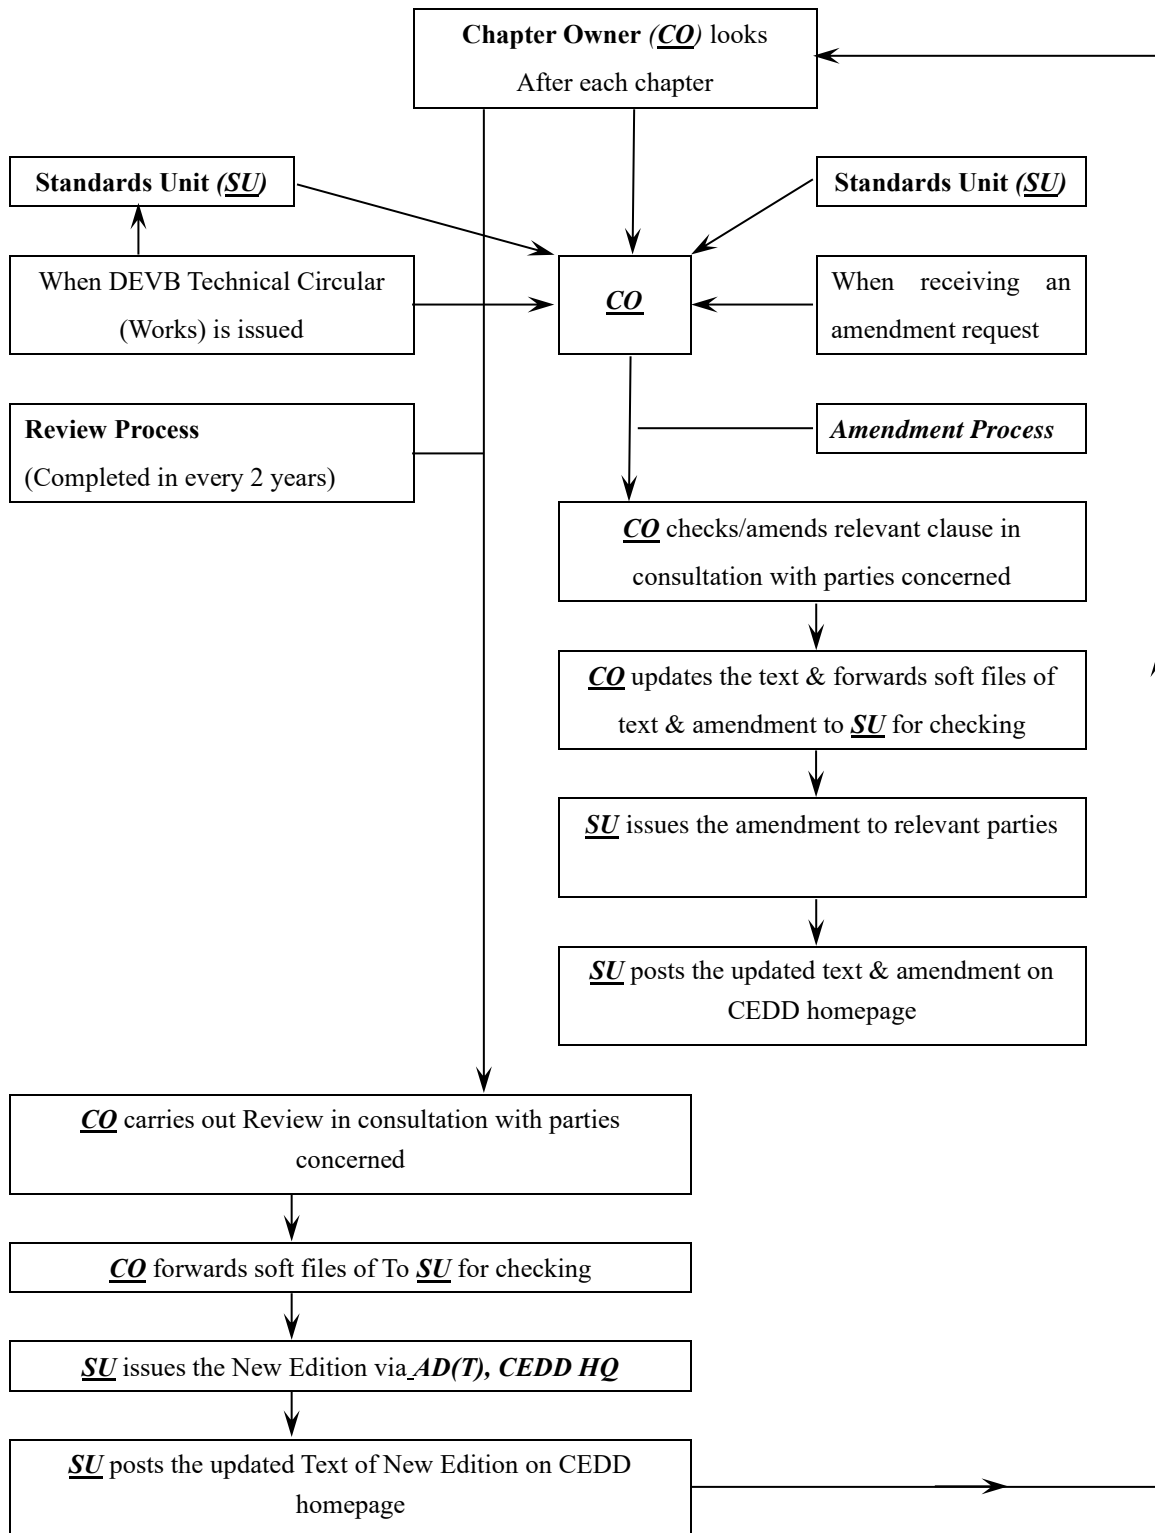 Chapter Owner (CO) looks
After each chapter
Standards Unit (SU)
Standards Unit (SU)
When DEVB Technical Circular
(Works) is issued
CO
When receiving an
amendment request
Review Process
(Completed in every 2 years)
Amendment Process
CO checks/amends relevant clause in
consultation with parties concerned
CO updates the text & forwards soft files of
text & amendment to SU for checking
SU issues the amendment to relevant parties
SU posts the updated text & amendment on
CEDD homepage
CO carries out Review in consultation with parties
concerned
CO forwards soft files of To SU for checking
SU issues the New Edition via AD(T), CEDD HQ
SU posts the updated Text of New Edition on CEDD
homepage